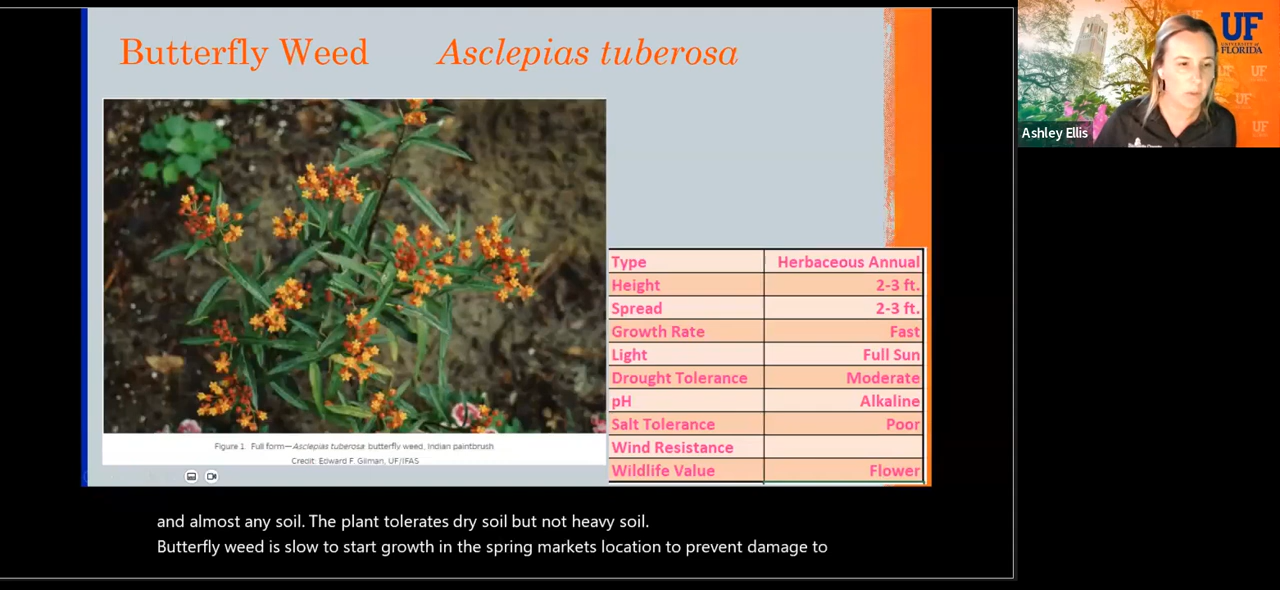 Butterfly Weed Asclepias tuberosa
UF
UNIVERSITY of
FLORIDA
Ashley Ellis
Type Herbaceous Annual
Height 2-3 ft.
Spread 2-3 ft.
Growth Rate Fast
Light Full Sun
Drought Tolerance Moderate
pH Alkaline
Salt Tolerance Poor
Wind Resistance
Wildlife Value Flower
Figure 1. Full form—Asclepias tuberosa: butterfly weed, Indian paintbrush
Credit: Edward F. Gilman, UF/IFAS
and almost any soil. The plant tolerates dry soil but not heavy soil.
Butterfly weed is slow to start growth in the spring markets location to prevent damage to